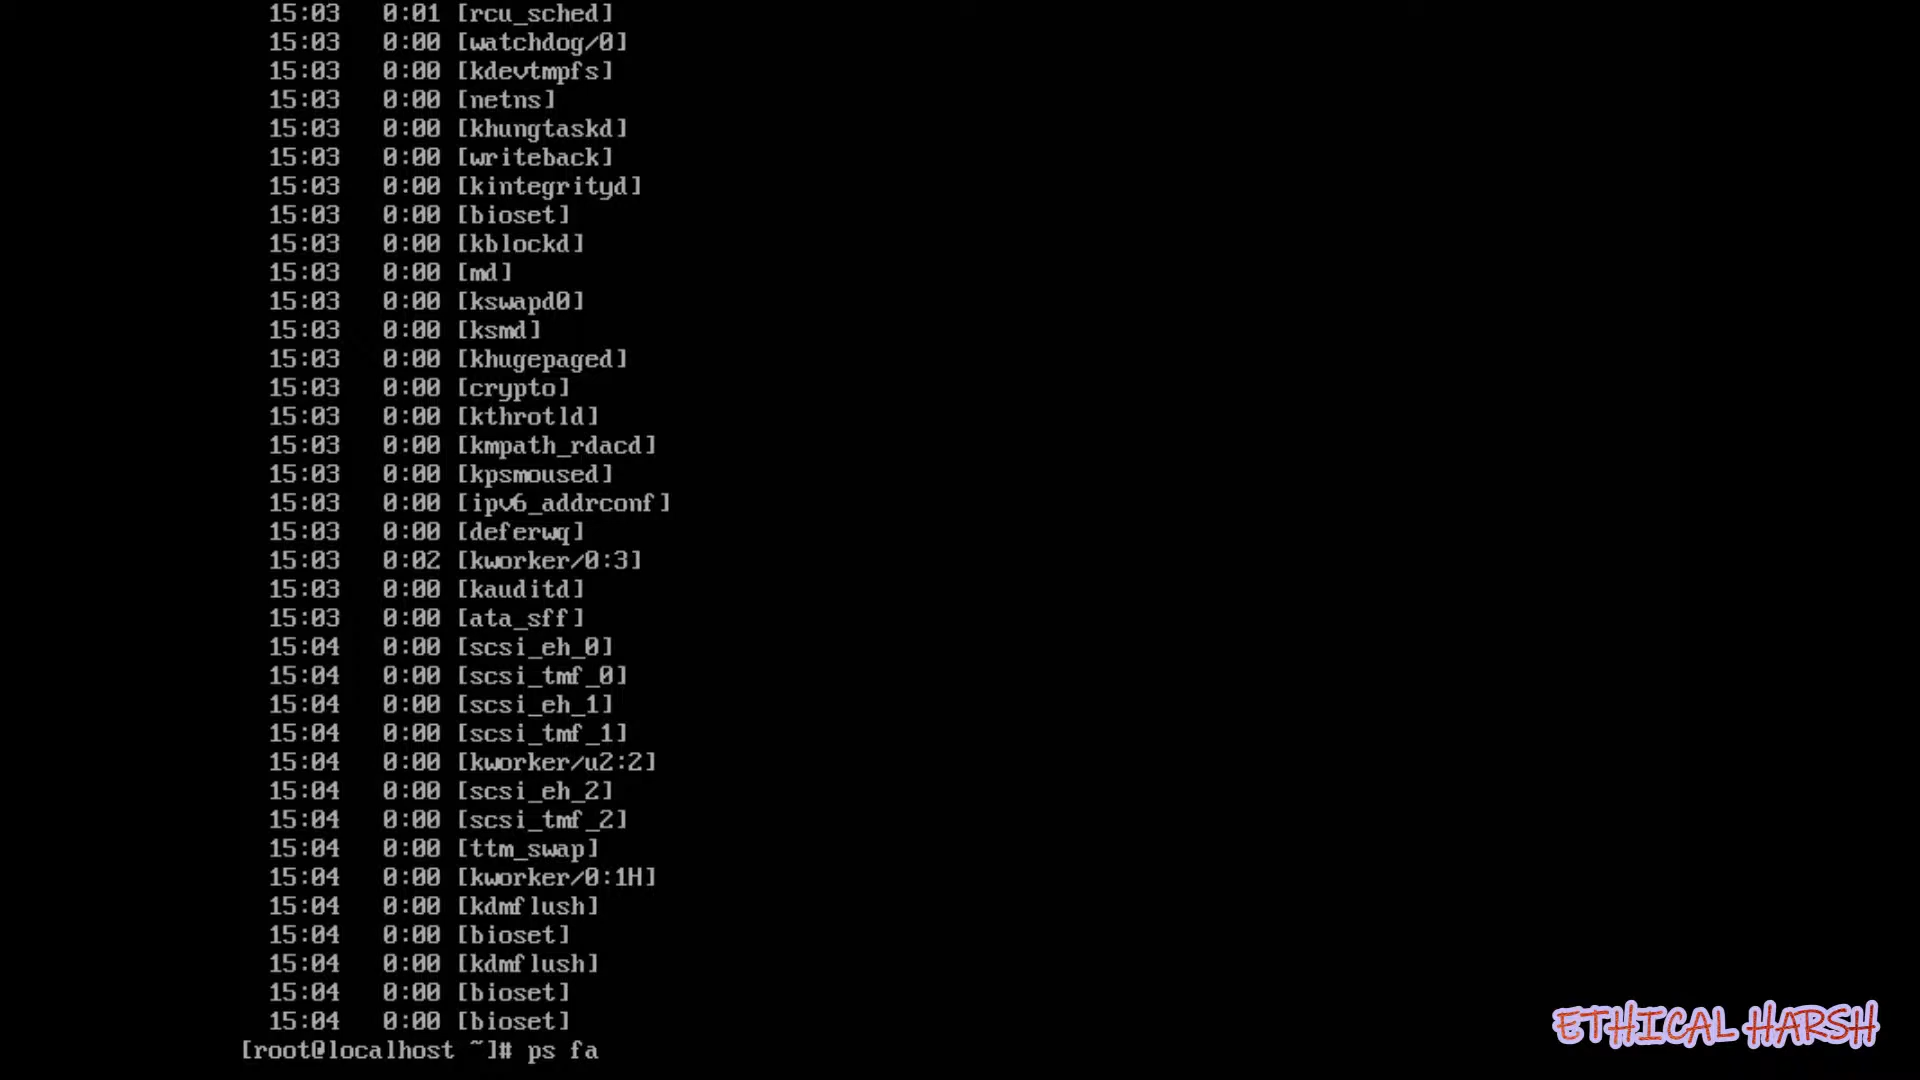 15:03   0:01 [rcu_sched]
15:03   0:00 [watchdog/0]
15:03   0:00 [kdevtmpfs]
15:03   0:00 [netns]
15:03   0:00 [khungtaskd]
15:03   0:00 [writeback]
15:03   0:00 [kintegrityd]
15:03   0:00 [bioset]
15:03   0:00 [kblockd]
15:03   0:00 [md]
15:03   0:00 [kswapd0]
15:03   0:00 [ksmd]
15:03   0:00 [khugepaged]
15:03   0:00 [crypto]
15:03   0:00 [kthrotld]
15:03   0:00 [kmpath_rdacd]
15:03   0:00 [kpsmoused]
15:03   0:00 [ipv6_addrconf]
15:03   0:00 [deferwq]
15:03   0:02 [kworker/0:3]
15:03   0:00 [kauditd]
15:03   0:00 [ata_sff]
15:04   0:00 [scsi_eh_0]
15:04   0:00 [scsi_tmf_0]
15:04   0:00 [scsi_eh_1]
15:04   0:00 [scsi_tmf_1]
15:04   0:00 [kworker/u2:2]
15:04   0:00 [scsi_eh_2]
15:04   0:00 [scsi_tmf_2]
15:04   0:00 [ttm_swap]
15:04   0:00 [kworker/0:1H]
15:04   0:00 [kdmflush]
15:04   0:00 [bioset]
15:04   0:00 [kdmflush]
15:04   0:00 [bioset]
15:04   0:00 [bioset]
[root@localhost ~]# ps fa
ETHICAL HARSH